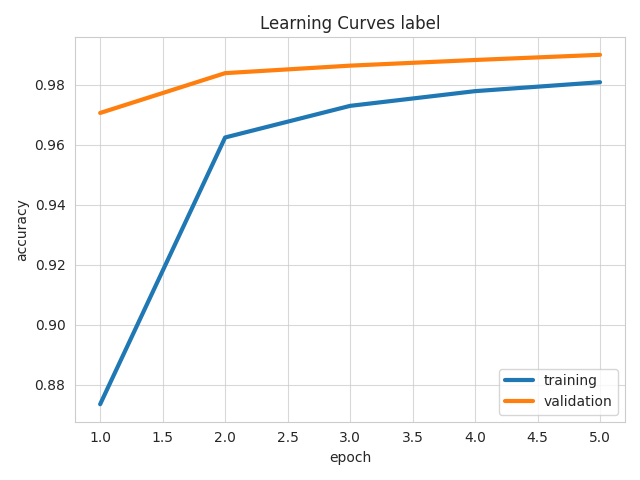 Learning Curves label
0.98
0.96
0.94
0.92
0.90
0.88
accuracy
training
validation
1.0 1.5 2.0 2.5 3.0 3.5 4.0 4.5 5.0
epoch